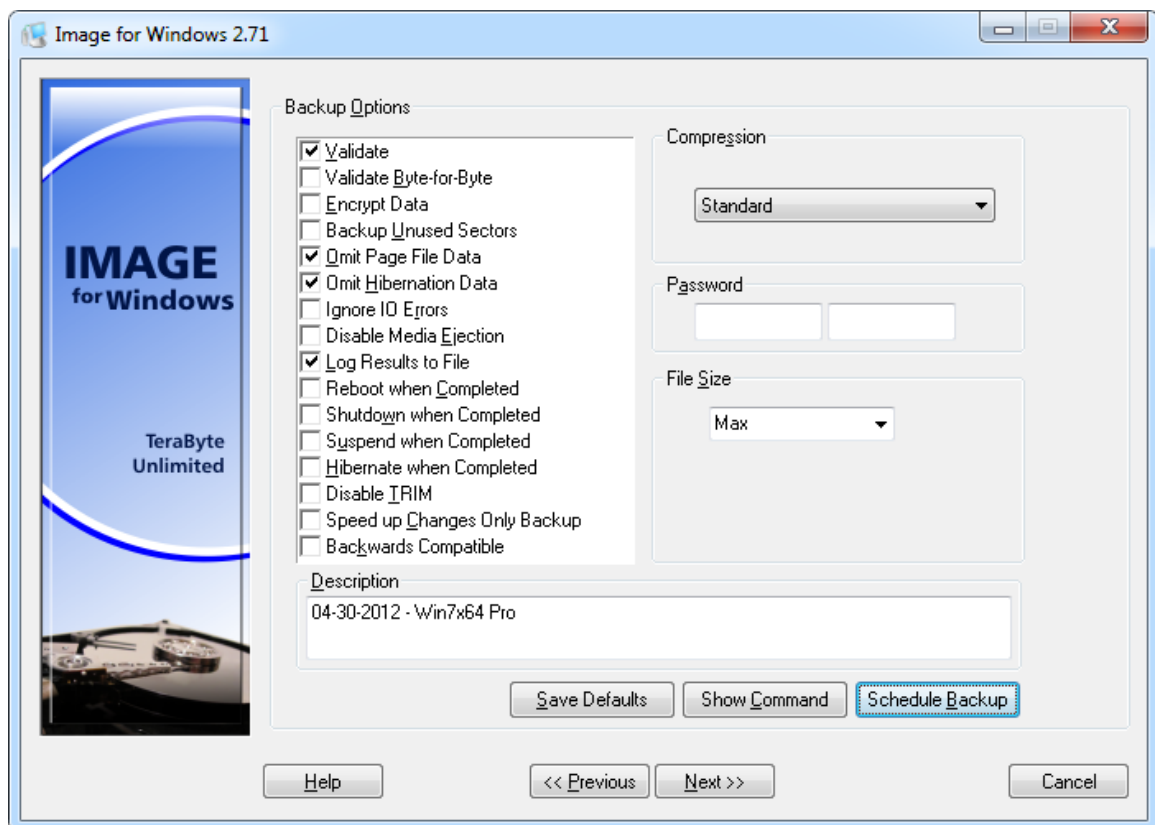 Image for Windows 2.71
IMAGE
for Windows
TeraByte
Unlimited
Backup Options
Validate
Validate Byte-for-Byte
Encrypt Data
Backup Unused Sectors
Omit Page File Data
Omit Hibernation Data
Ignore IO Errors
Disable Media Ejection
Log Results to File
Reboot when Completed
Shutdown when Completed
Suspend when Completed
Hibernate when Completed
Disable TRIM
Speed up Changes Only Backup
Backwards Compatible
Compression
Standard
Password
File Size
Max
Description
04-30-2012 - Win7x64 Pro
Save Defaults
Show Command
Schedule Backup
Help
<< Previous
Next >>
Cancel